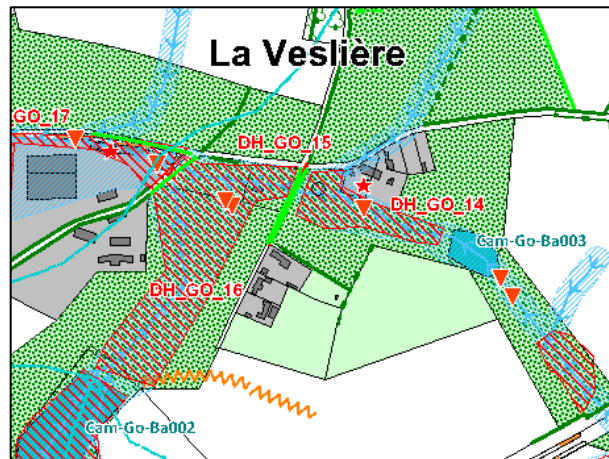 La Veslière
GO_17
DH_GO_15
DH_GO_14
Cam-Go-Ba003
DH_GO_16
Cam-Go-Ba002